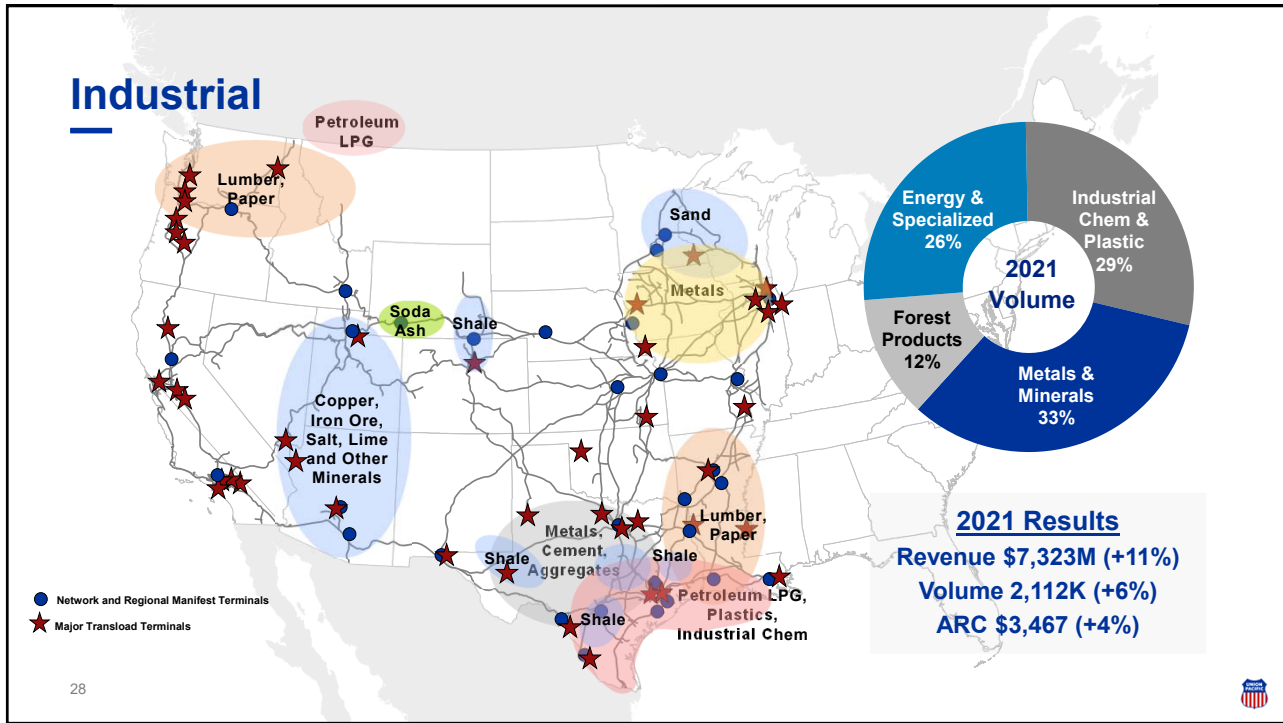 Industrial
Petroleum
LPG
Lumber,
Paper
Sand
Metals
Soda
Ash
Shale
Copper,
Iron Ore,
Salt, Lime
and Other
Minerals
Metals,
Cement,
Aggregates
Shale
Shale
Shale
Lumber,
Paper
Petroleum LPG,
Plastics,
Industrial Chem
Energy &
Specialized
26%
Industrial
Chem &
Plastic
29%
2021
Volume
Forest
Products
12%
Metals &
Minerals
33%
2021 Results
Revenue $7,323M (+11%)
Volume 2,112K (+6%)
ARC $3,467 (+4%)
Network and Regional Manifest Terminals
Major Transload Terminals
28
UNION
PACIFIC